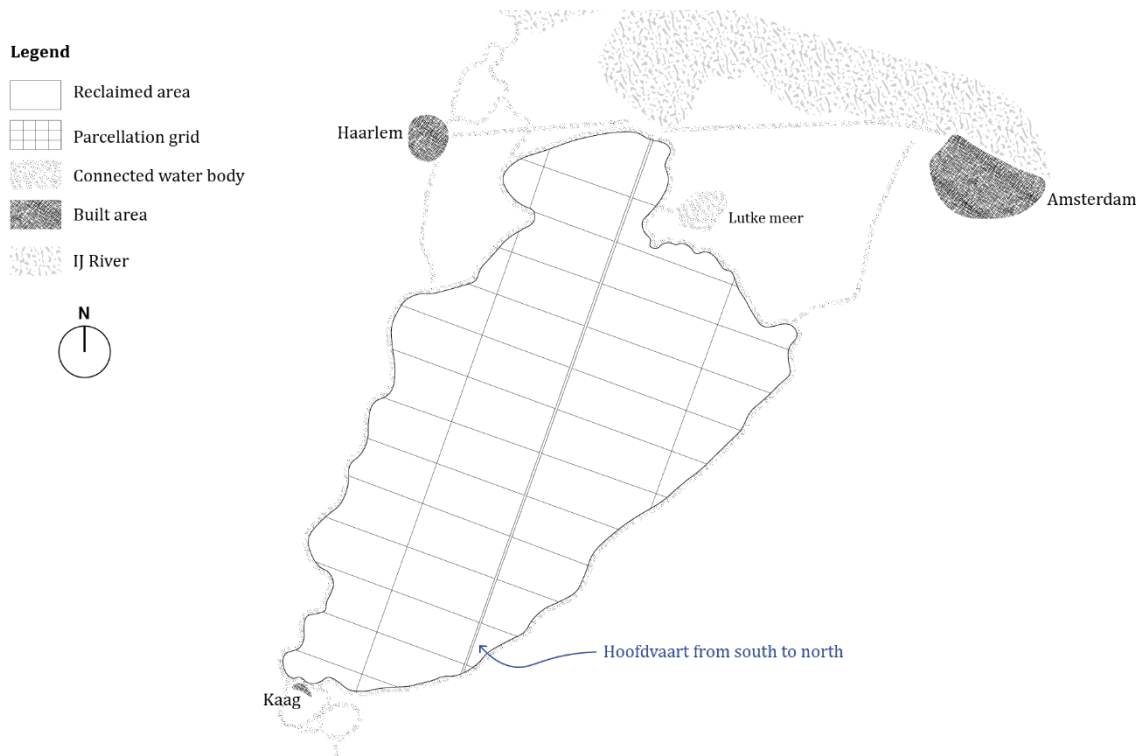 Legend
Reclaimed area
Parcellation grid
Connected water body
Built area
IJ River
N
Haarlem
Amsterdam
Lutke meer
Hoofdvaart from south to north
Kaag